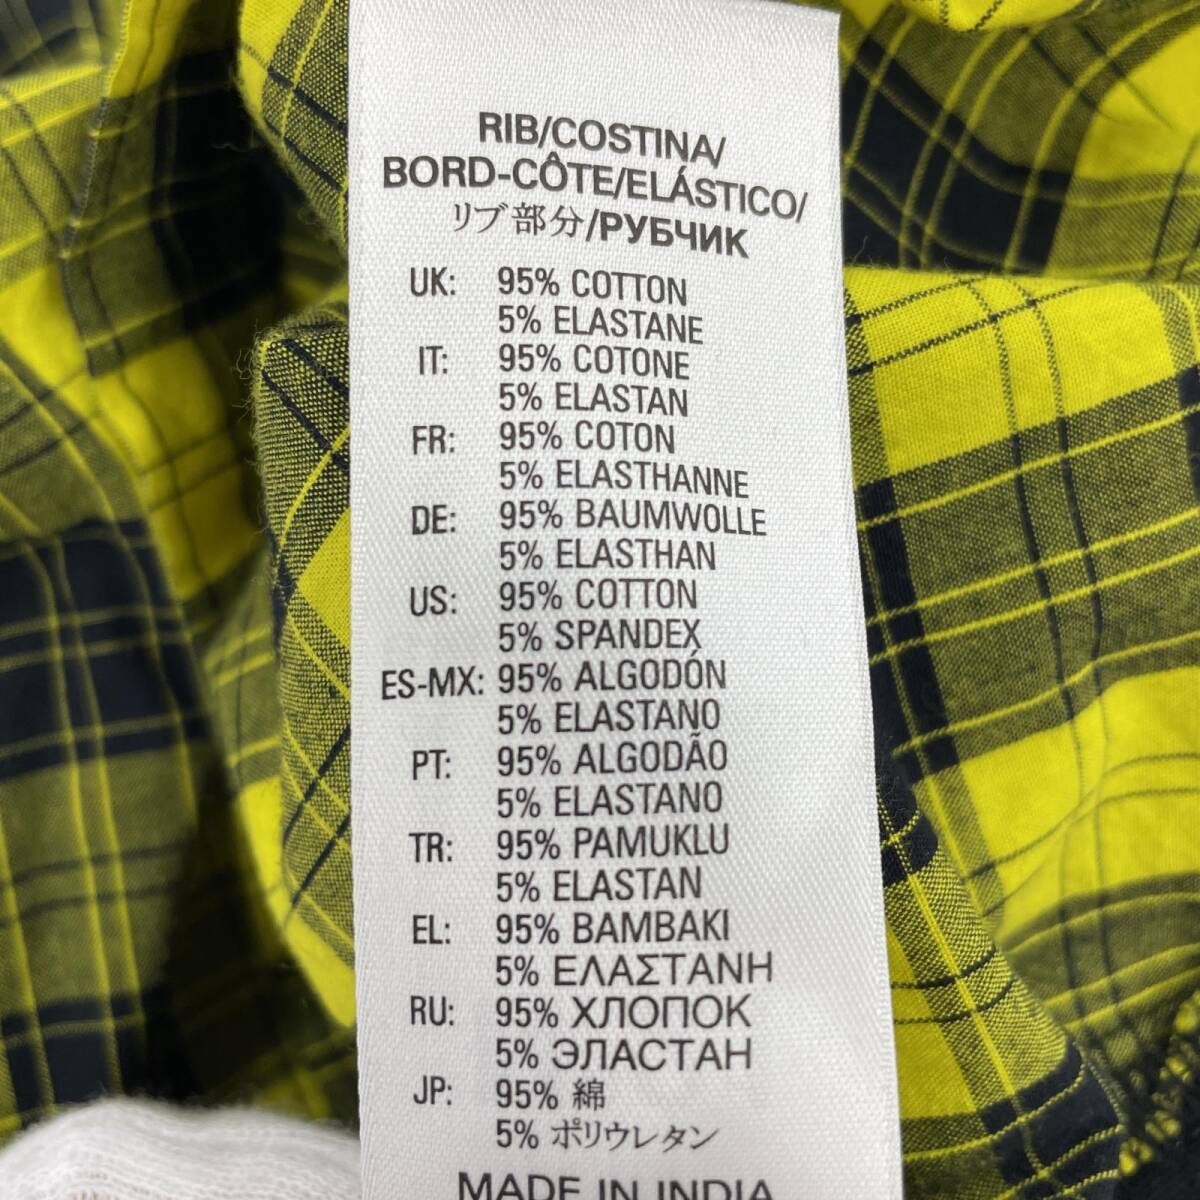 RIB/COSTINA/
BORD-CÔTE/ELÁSTICO/
リブ部分/РУБЧИК
UK: 95% COTTON
5% ELASTANE
IT: 95% COTONE
5% ELASTAN
FR: 95% COTON
5% ELASTHANNE
DE: 95% BAUMWOLLE
5% ELASTHAN
US: 95% COTTON
5% SPANDEX
ES-MX: 95% ALGODÓN
5% ELASTANO
PT: 95% ALGODÃO
5% ELASTANO
TR: 95% PAMUKLU
5% ELASTAN
EL: 95% ΒΑΜΒΑΚΙ
5% ΕΛΑΣΤΑΝΗ
RU: 95% ХЛОПОК
5% ЭЛАСТАН
JP: 95% 綿
5% ポリウレタン
MADE IN INDIA